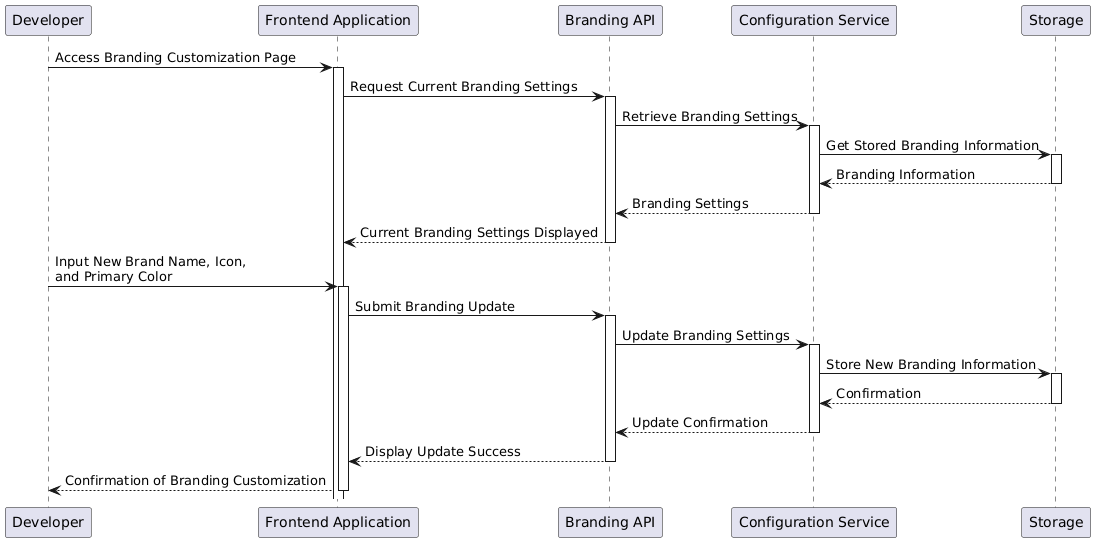 Developer
Frontend Application
Branding API
Configuration Service
Storage
Access Branding Customization Page
Request Current Branding Settings
Retrieve Branding Settings
Get Stored Branding Information
Branding Information
Branding Settings
Current Branding Settings Displayed
Input New Brand Name, Icon,
and Primary Color
Submit Branding Update
Update Branding Settings
Store New Branding Information
Confirmation
Update Confirmation
Display Update Success
Confirmation of Branding Customization
Developer
Frontend Application
Branding API
Configuration Service
Storage